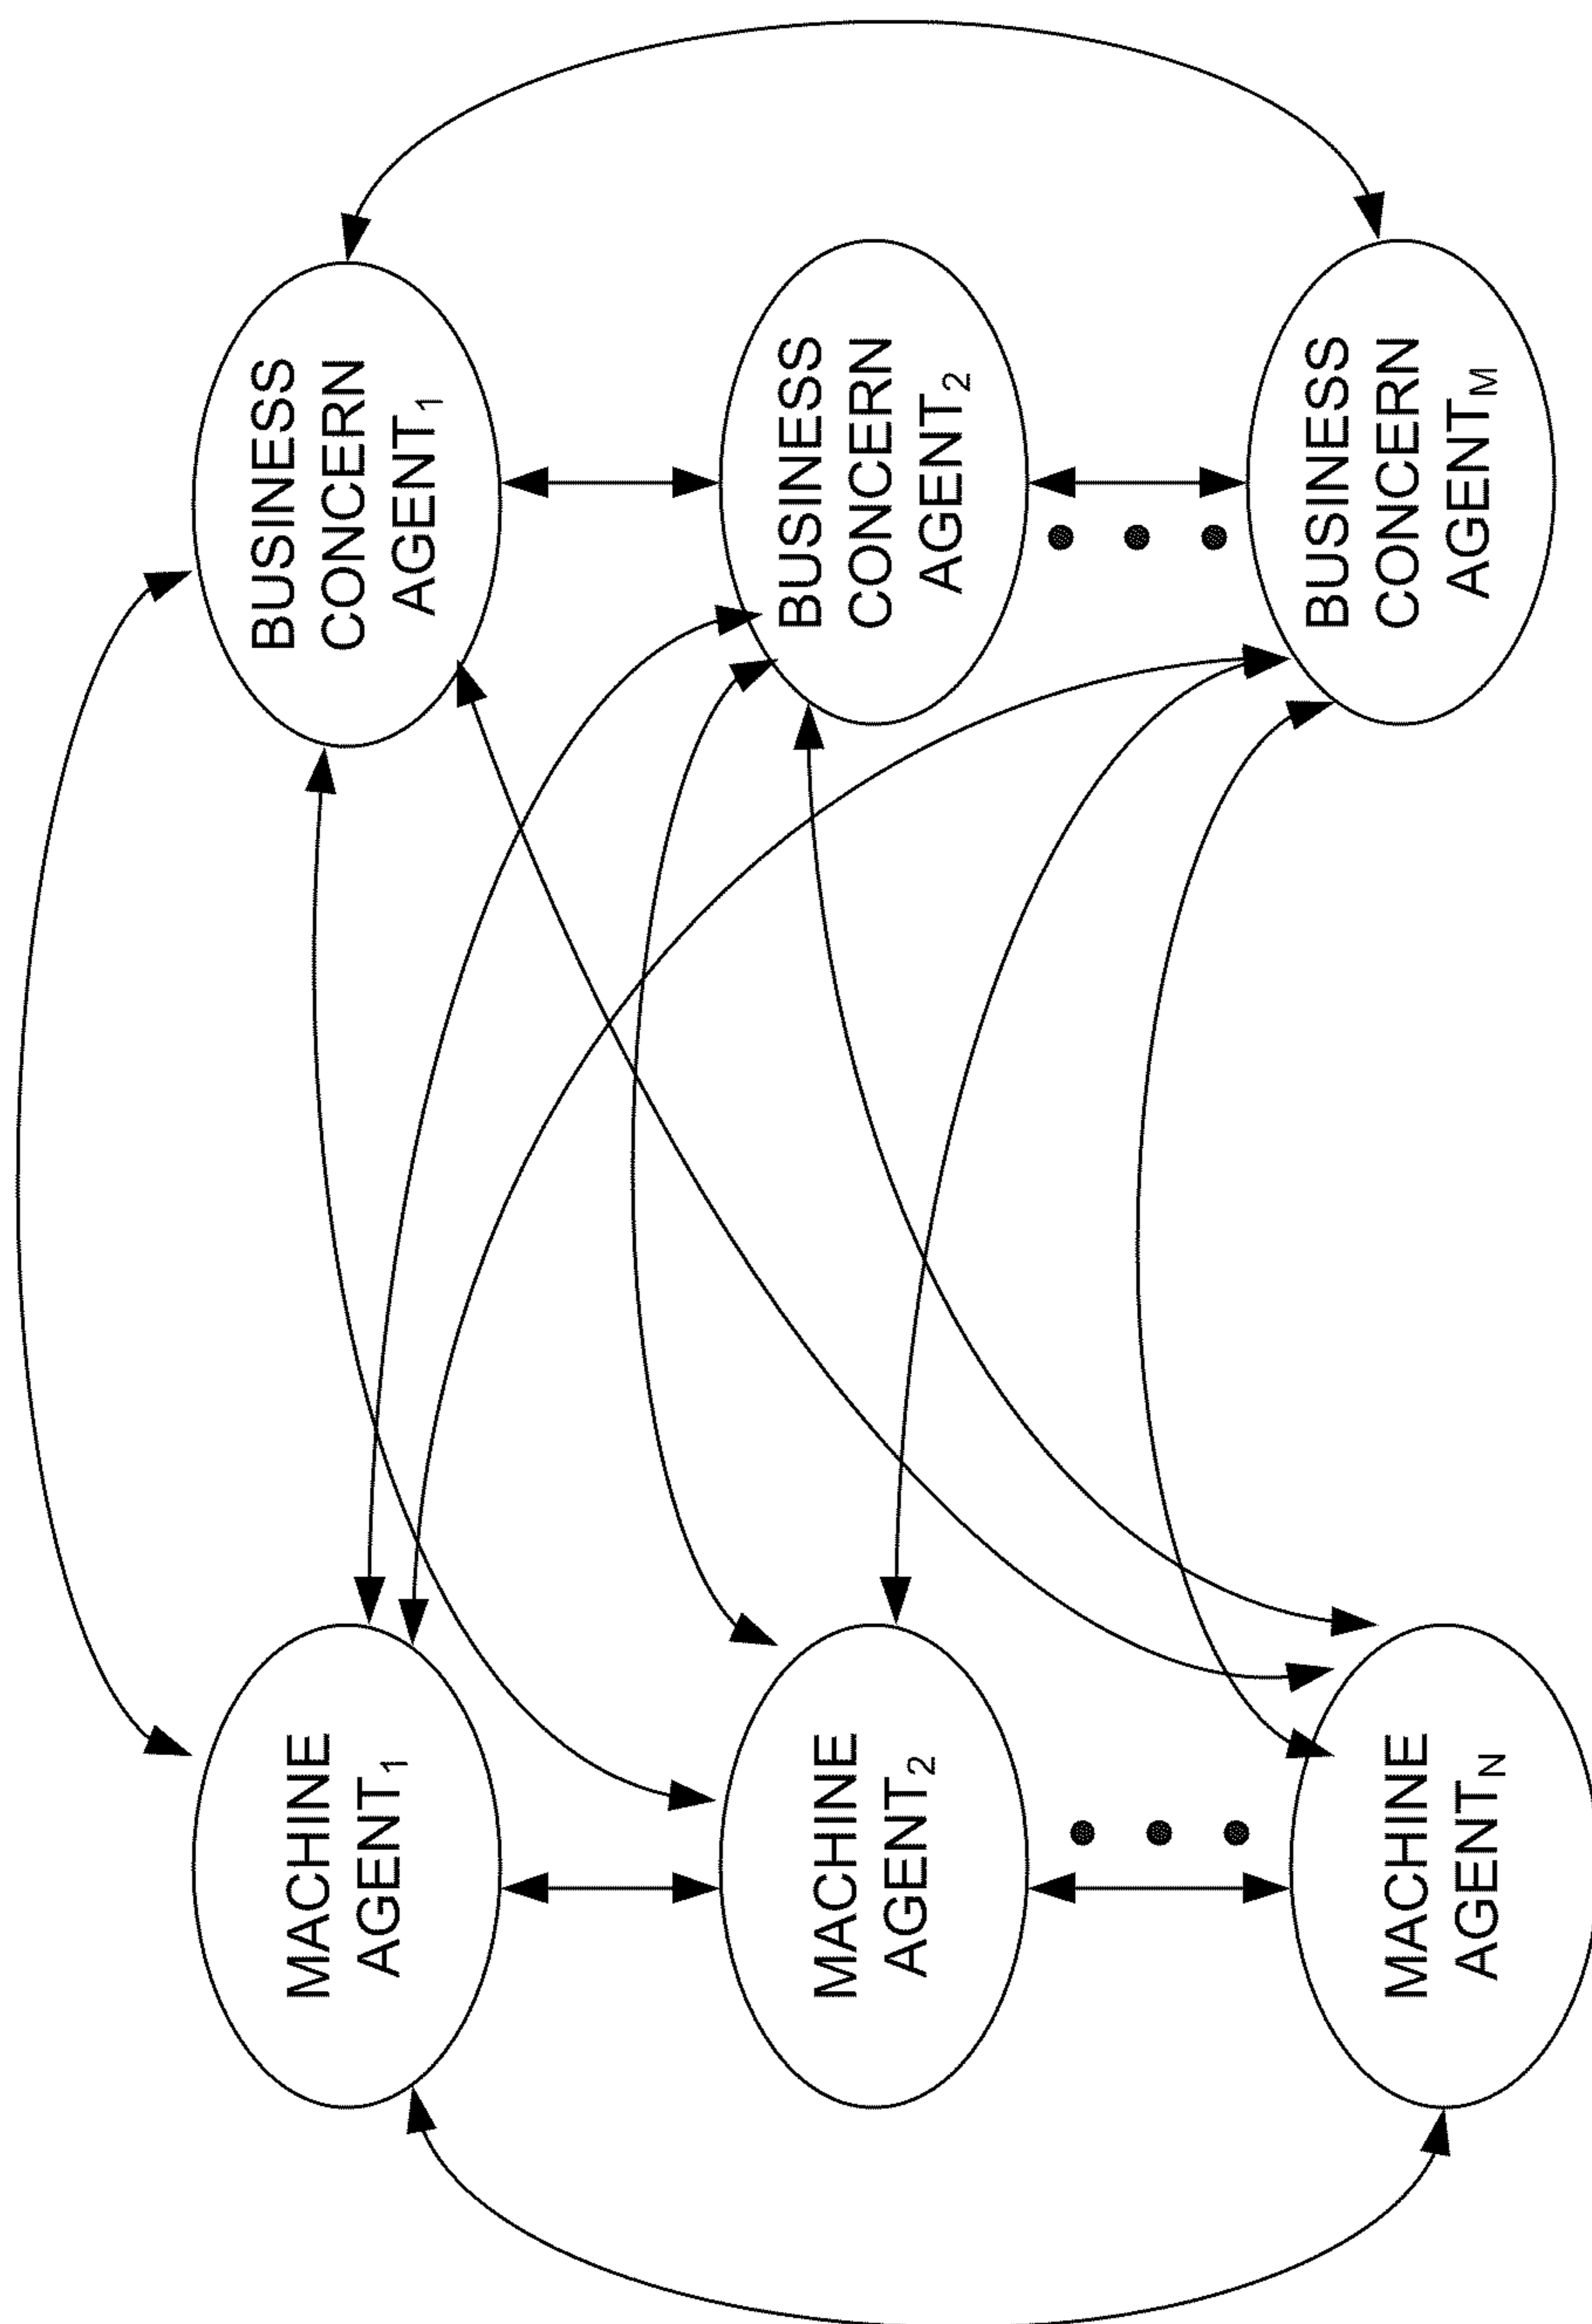 BUSINESS
CONCERN
AGENT1
BUSINESS
CONCERN
AGENT2
BUSINESS
CONCERN
AGENTM
MACHINE
AGENT1
MACHINE
AGENT2
MACHINE
AGENTN